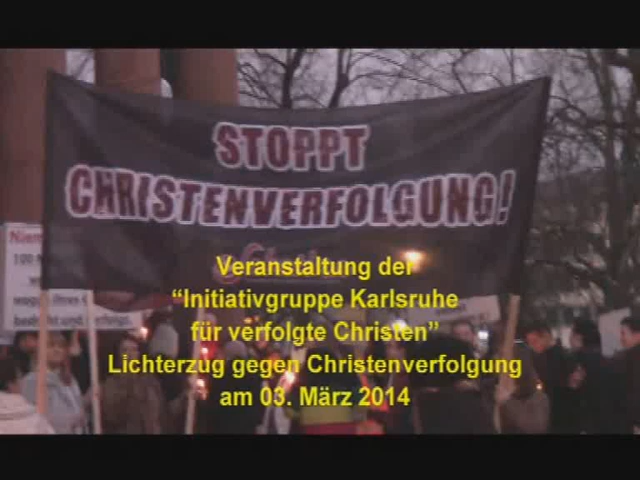 STOPPT
CHRISTENVERFOLGUNG!
Veranstaltung der
“Initiativgruppe Karlsruhe
für verfolgte Christen”
Lichterzug gegen Christenverfolgung
am 03. März 2014